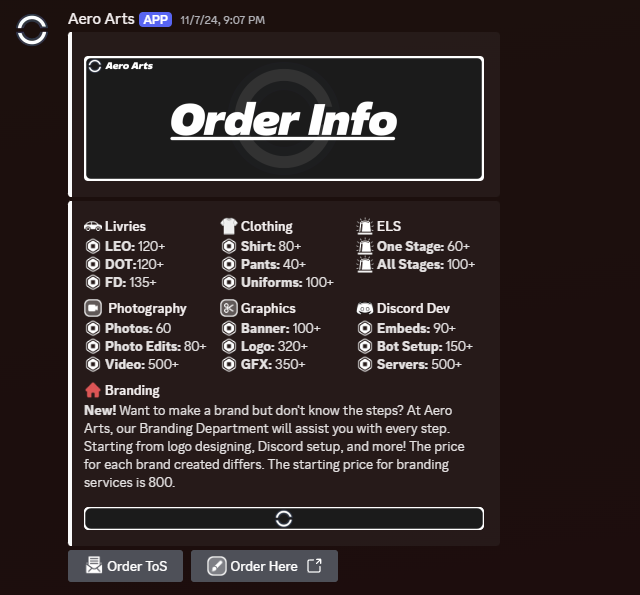 Aero Arts APP 11/7/24, 9:07 PM
Aero Arts
Order Info
Livries
LEO: 120+
DOT:120+
FD: 135+
Clothing
Shirt: 80+
Pants: 40+
Uniforms: 100+
ELS
One Stage: 60+
All Stages: 100+
Photography
Photos: 60
Photo Edits: 80+
Video: 500+
Graphics
Banner: 100+
Logo: 320+
GFX: 350+
Discord Dev
Embeds: 90+
Bot Setup: 150+
Servers: 500+
Branding
New! Want to make a brand but don't know the steps? At Aero
Arts, our Branding Department will assist you with every step.
Starting from logo designing, Discord setup, and more! The price
for each brand created differs. The starting price for branding
services is 800.
Order ToS
Order Here